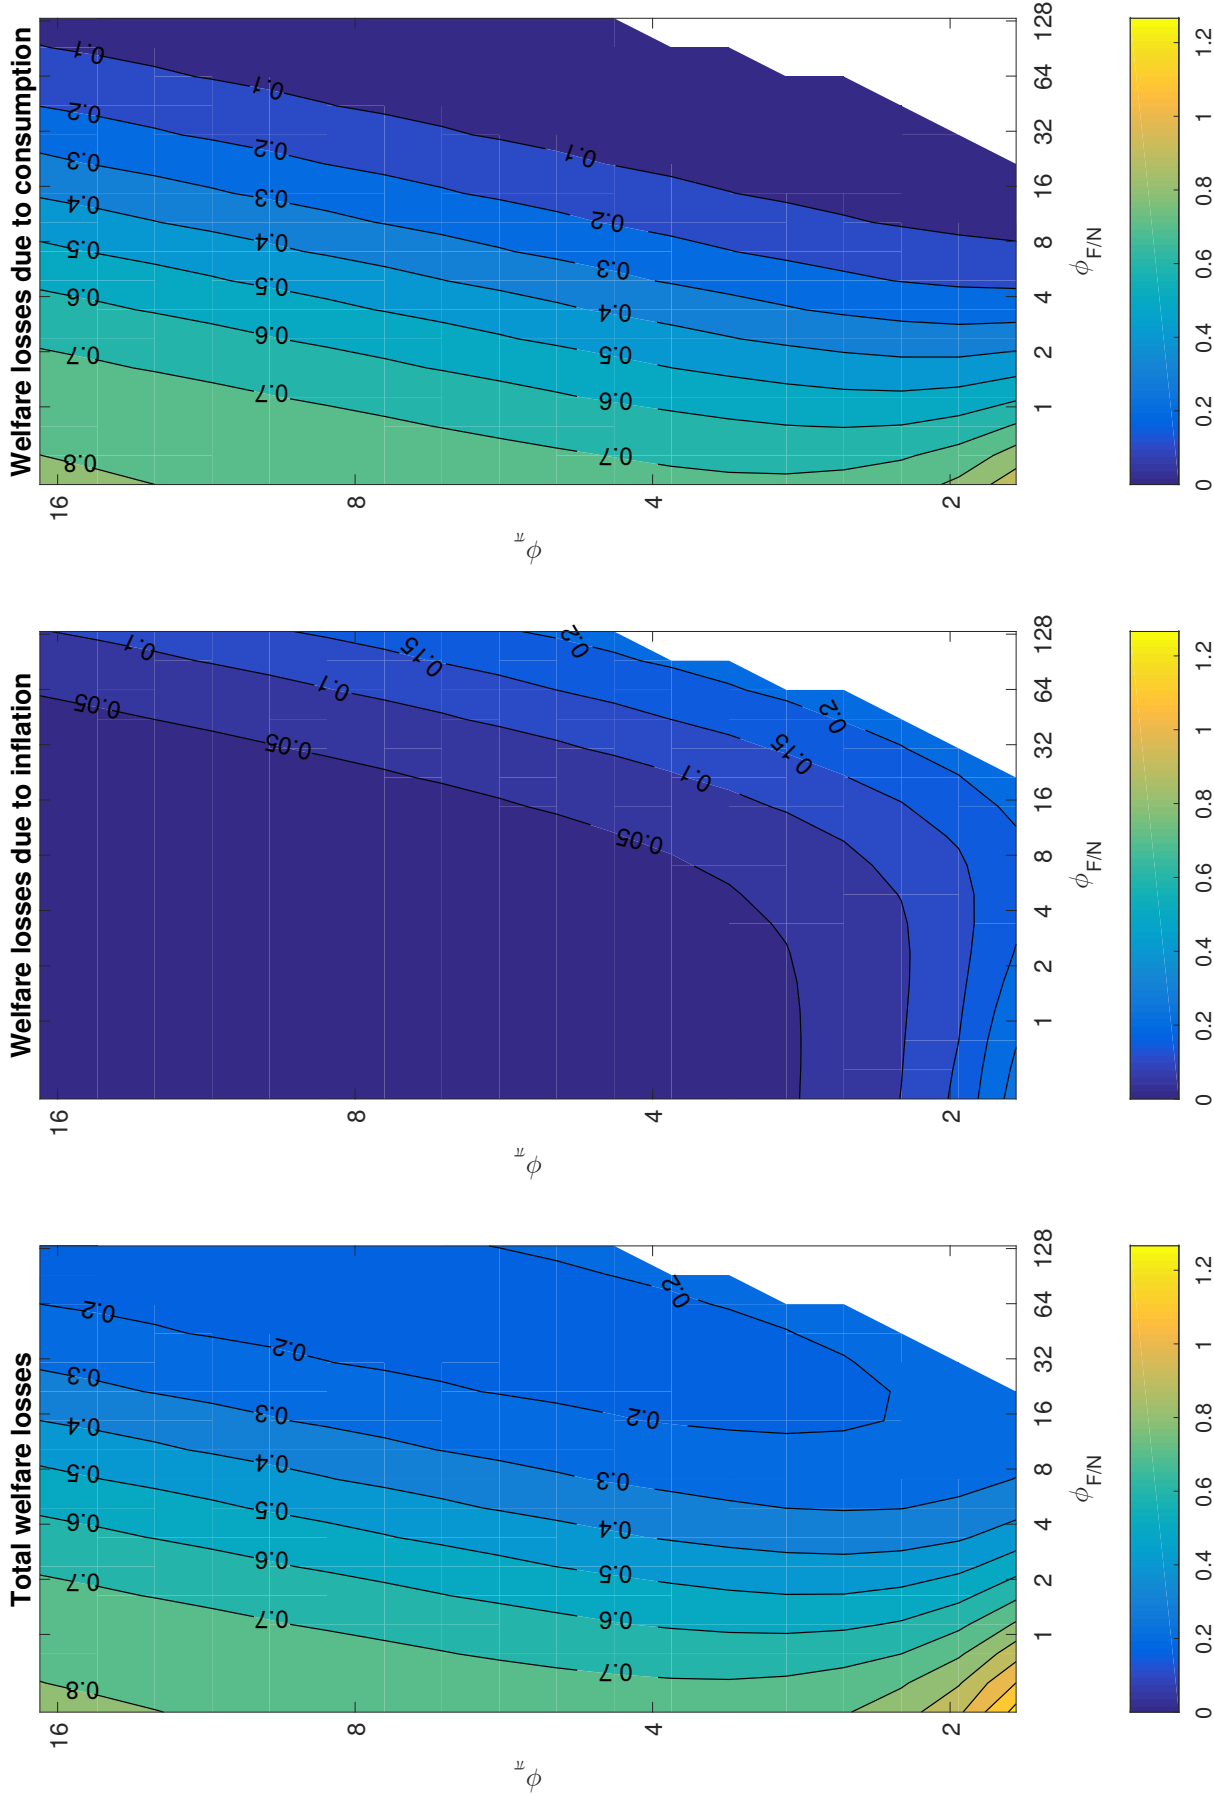 Total welfare losses
16
8
4
2
ϕπ
0.8 0.7 0.6 0.5 0.4 0.3 0.2
0.7 0.6 0.5 0.4 0.3 0.2
0.7 0.6 0.5 0.4 0.3 0.2 0.2
1 2 4 8 16 32 64 128
ϕF/N
0 0.2 0.4 0.6 0.8 1 1.2
Welfare losses due to inflation
16
8
4
2
ϕπ
0.05 0.1
0.05 0.1 0.15 0.2
0.05 0.1 0.15 0.2
1 2 4 8 16 32 64 128
ϕF/N
0 0.2 0.4 0.6 0.8 1 1.2
Welfare losses due to consumption
16
8
4
2
ϕπ
0.8 0.7 0.6 0.5 0.4 0.3 0.2 0.1
0.7 0.6 0.5 0.4 0.3 0.2 0.1
0.7 0.6 0.5 0.4 0.3 0.2 0.1
1 2 4 8 16 32 64 128
ϕF/N
0 0.2 0.4 0.6 0.8 1 1.2